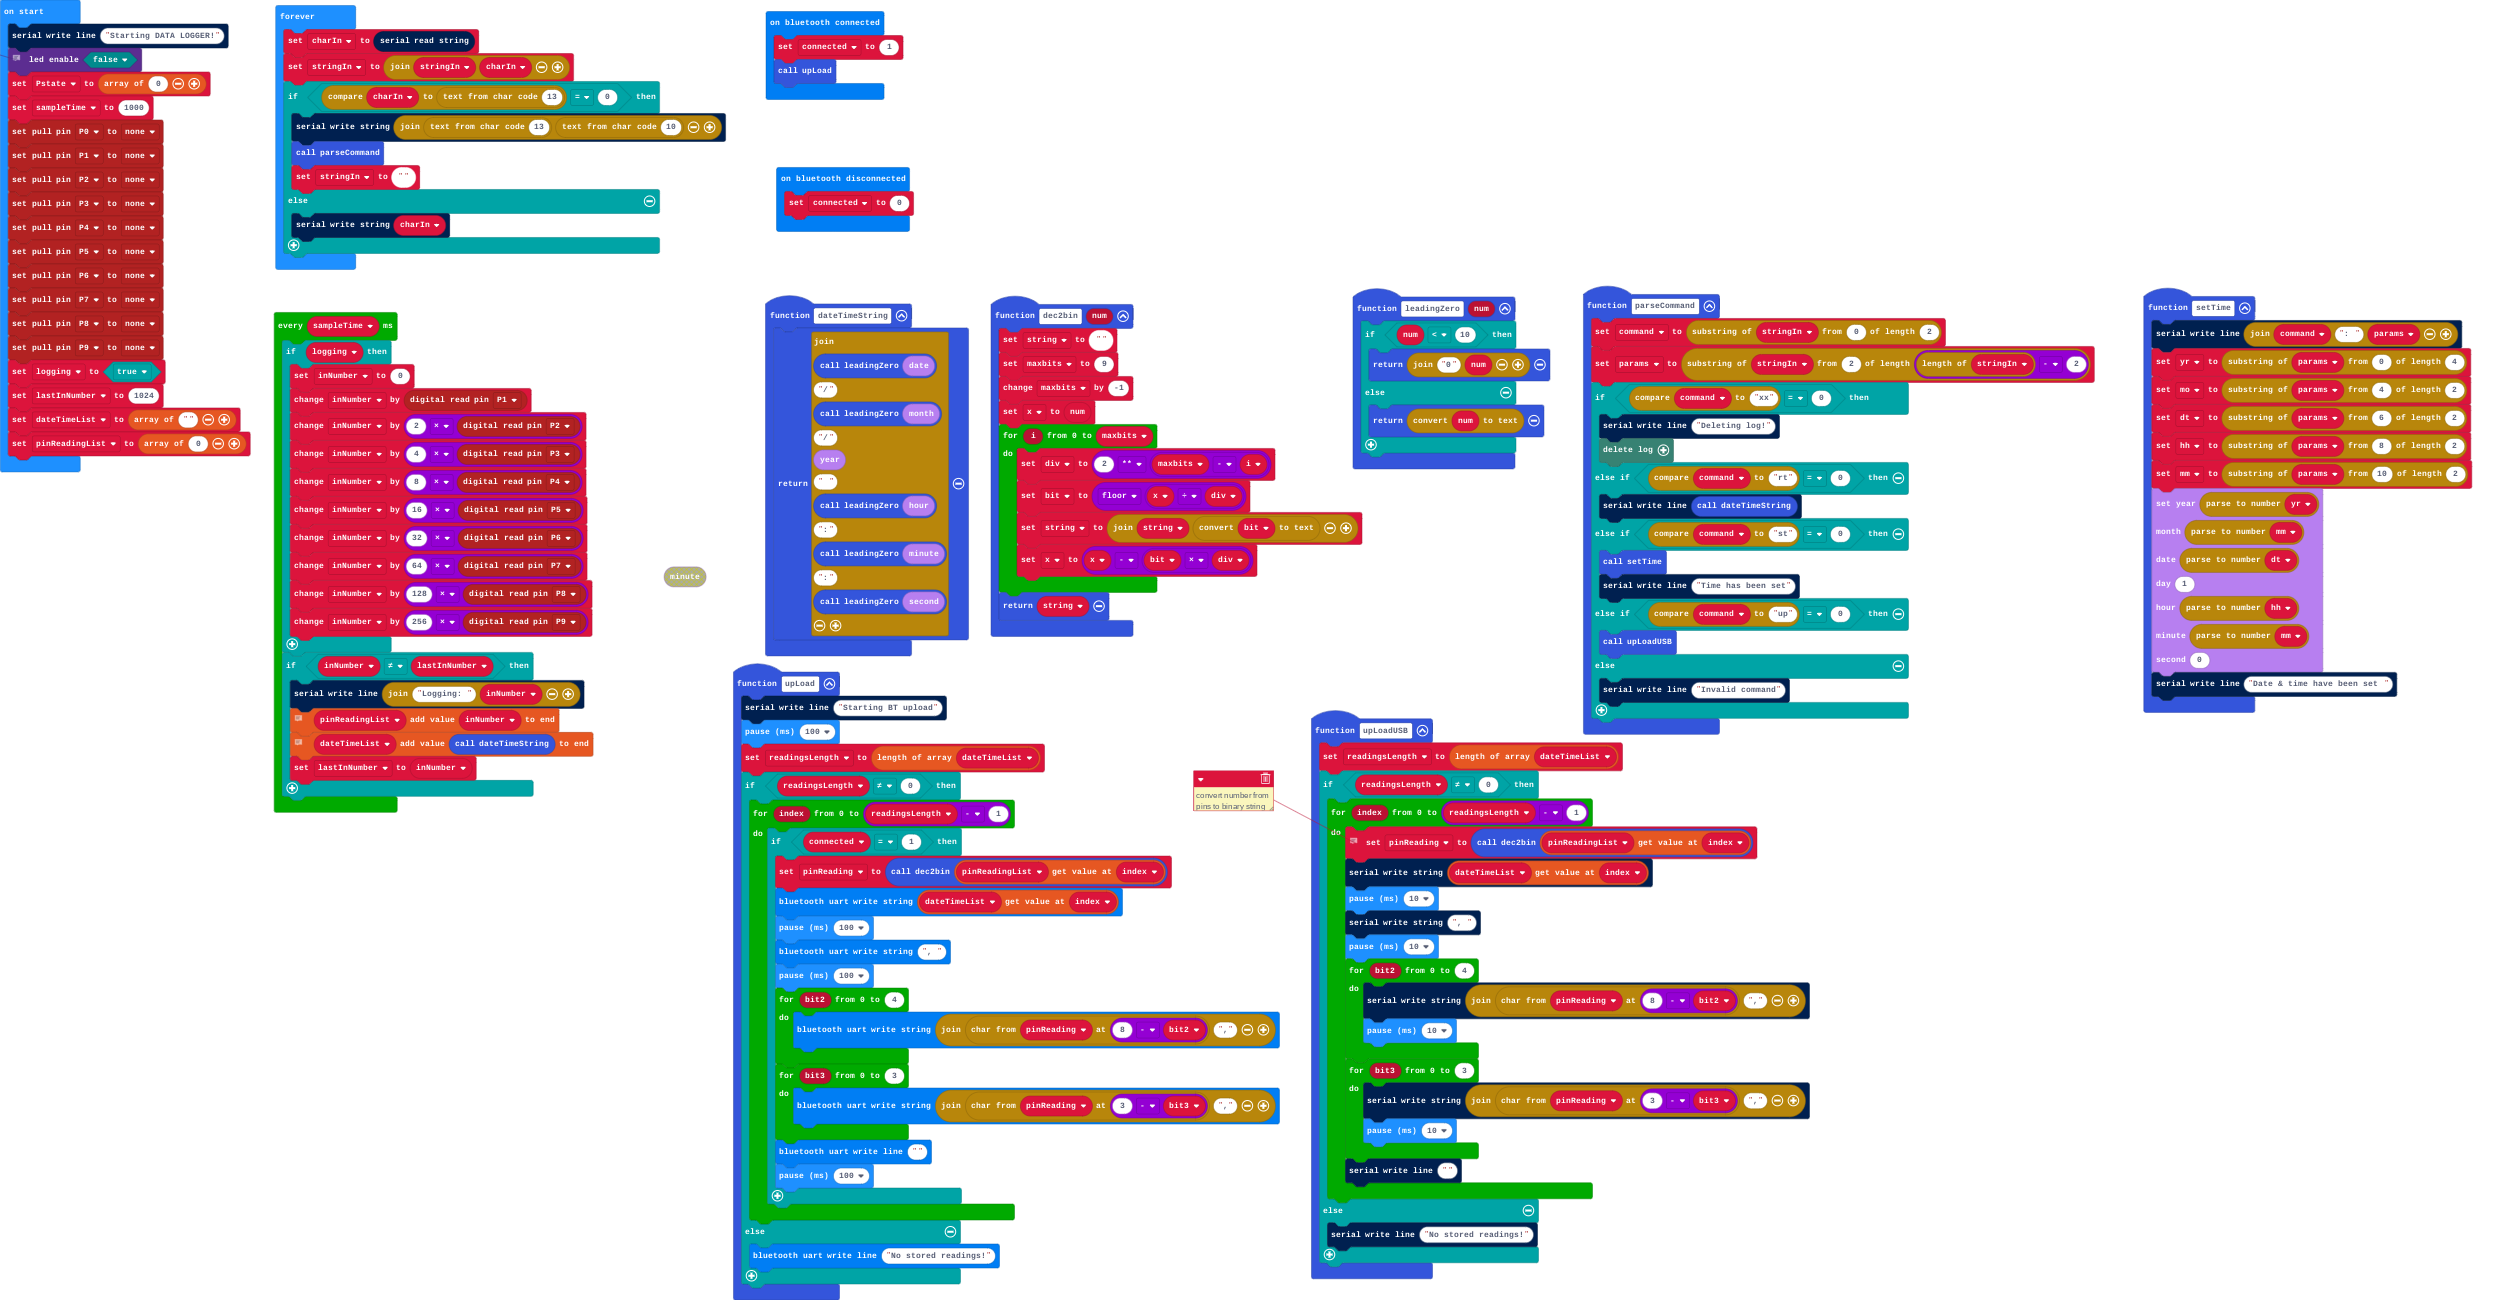 on start
serial write line "Starting DATA LOGGER!"
led enable false
set Pstate to array of 0
set sampleTime to 1000
set pull pin P0 to none
set pull pin P1 to none
set pull pin P2 to none
set pull pin P3 to none
set pull pin P4 to none
set pull pin P5 to none
set pull pin P6 to none
set pull pin P7 to none
set pull pin P8 to none
set pull pin P9 to none
set logging to true
set lastInNumber to 1024
set dateTimeList to array of ""
set pinReadingList to array of 0
forever
set charIn to serial read string
set stringIn to join stringIn charIn
if compare charIn to text from char code 13 = 0 then
serial write string join text from char code 13 text from char code 10
call parseCommand
set stringIn to ""
else
serial write string charIn
on bluetooth connected
set connected to 1
call upLoad
on bluetooth disconnected
set connected to 0
every sampleTime ms
if logging then
set inNumber to 0
change inNumber by digital read pin P1
change inNumber by 2 × digital read pin P2
change inNumber by 4 × digital read pin P3
change inNumber by 8 × digital read pin P4
change inNumber by 16 × digital read pin P5
change inNumber by 32 × digital read pin P6
change inNumber by 64 × digital read pin P7
change inNumber by 128 × digital read pin P8
change inNumber by 256 × digital read pin P9
if inNumber ≠ lastInNumber then
serial write line join "Logging: " inNumber
pinReadingList add value inNumber to end
dateTimeList add value call dateTimeString to end
set lastInNumber to inNumber
minute
function dateTimeString
return
join
call leadingZero date
"/"
call leadingZero month
"/"
year
" "
call leadingZero hour
":"
call leadingZero minute
":"
call leadingZero second
function dec2bin num
set string to ""
set maxbits to 9
change maxbits by -1
set x to num
for i from 0 to maxbits
do
set div to 2 ** maxbits - i
set bit to floor x ÷ div
set string to join string convert bit to text
set x to x - bit × div
return string
function leadingZero num
if num < 10 then
return join "0" num
else
return convert num to text
function parseCommand
set command to substring of stringIn from 0 of length 2
set params to substring of stringIn from 2 of length length of stringIn - 2
if compare command to "xx" = 0 then
serial write line "Deleting log!"
delete log
else if compare command to "rt" = 0 then
serial write line call dateTimeString
else if compare command to "st" = 0 then
call setTime
serial write line "Time has been set"
else if compare command to "up" = 0 then
call upLoadUSB
else
serial write line "Invalid command"
function setTime
serial write line join command ": " params
set yr to substring of params from 0 of length 4
set mo to substring of params from 4 of length 2
set dt to substring of params from 6 of length 2
set hh to substring of params from 8 of length 2
set mm to substring of params from 10 of length 2
set year parse to number yr
month parse to number mm
date parse to number dt
day 1
hour parse to number hh
minute parse to number mm
second 0
serial write line "Date & time have been set "
function upLoad
serial write line "Starting BT upload"
pause (ms) 100
set readingsLength to length of array dateTimeList
if readingsLength ≠ 0 then
for index from 0 to readingsLength - 1
do
if connected = 1 then
set pinReading to call dec2bin pinReadingList get value at index
bluetooth uart write string dateTimeList get value at index
pause (ms) 100
bluetooth uart write string ", "
pause (ms) 100
for bit2 from 0 to 4
do
bluetooth uart write string join char from pinReading at 8 - bit2 ","
for bit3 from 0 to 3
do
bluetooth uart write string join char from pinReading at 3 - bit3 ","
bluetooth uart write line ""
pause (ms) 100
else
bluetooth uart write line "No stored readings!"
convert number from
pins to binary string
function upLoadUSB
set readingsLength to length of array dateTimeList
if readingsLength ≠ 0 then
for index from 0 to readingsLength - 1
do
set pinReading to call dec2bin pinReadingList get value at index
serial write string dateTimeList get value at index
pause (ms) 10
serial write string ", "
pause (ms) 10
for bit2 from 0 to 4
do
serial write string join char from pinReading at 8 - bit2 ","
pause (ms) 10
for bit3 from 0 to 3
do
serial write string join char from pinReading at 3 - bit3 ","
pause (ms) 10
serial write line ""
else
serial write line "No stored readings!"